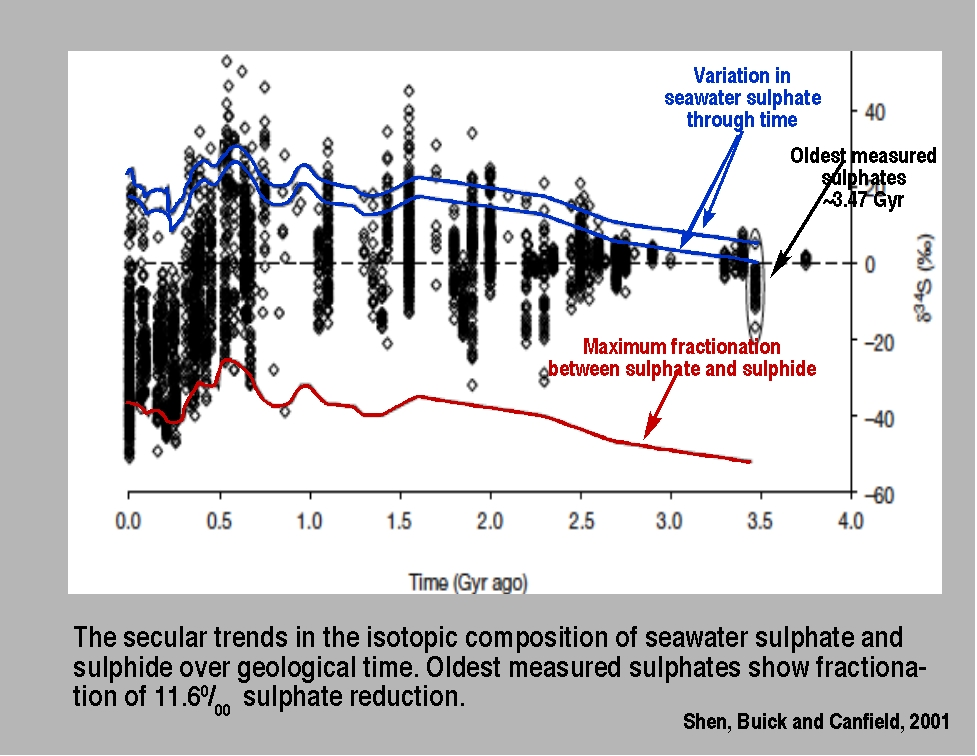 Variation in
seawater sulphate
through time
40
Oldest measured
sulphates
20
~3.47 Gyr
0
δ³⁴S (‰)
–20
Maximum fractionation
between sulphate and sulphide
–40
–60
0.0 0.5 1.0 1.5 2.0 2.5 3.0 3.5 4.0
Time (Gyr ago)
The secular trends in the isotopic composition of seawater sulphate and
sulphide over geological time. Oldest measured sulphates show fractiona-
tion of 11.6⁰/₀₀ sulphate reduction.
Shen, Buick and Canfield, 2001